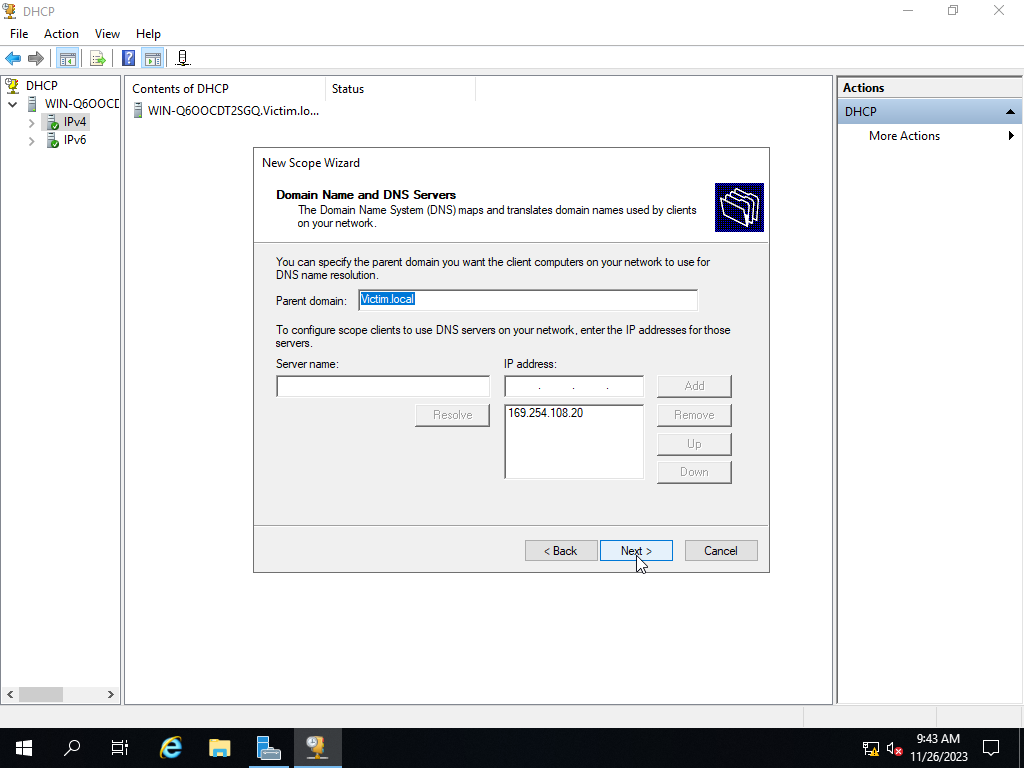 DHCP
File Action View Help
DHCP
WIN-Q6OOCD
IPv4
IPv6
Contents of DHCP Status
WIN-Q6OOCDT2SGQ.Victim.lo...
Actions
DHCP
More Actions
New Scope Wizard
Domain Name and DNS Servers
The Domain Name System (DNS) maps and translates domain names used by clients
on your network.
You can specify the parent domain you want the client computers on your network to use for
DNS name resolution.
Parent domain: Victim.local
To configure scope clients to use DNS servers on your network, enter the IP addresses for those
servers.
Server name: IP address:
. . . Add
Resolve 169.254.108.20 Remove
Up
Down
< Back Next > Cancel
9:43 AM
11/26/2023